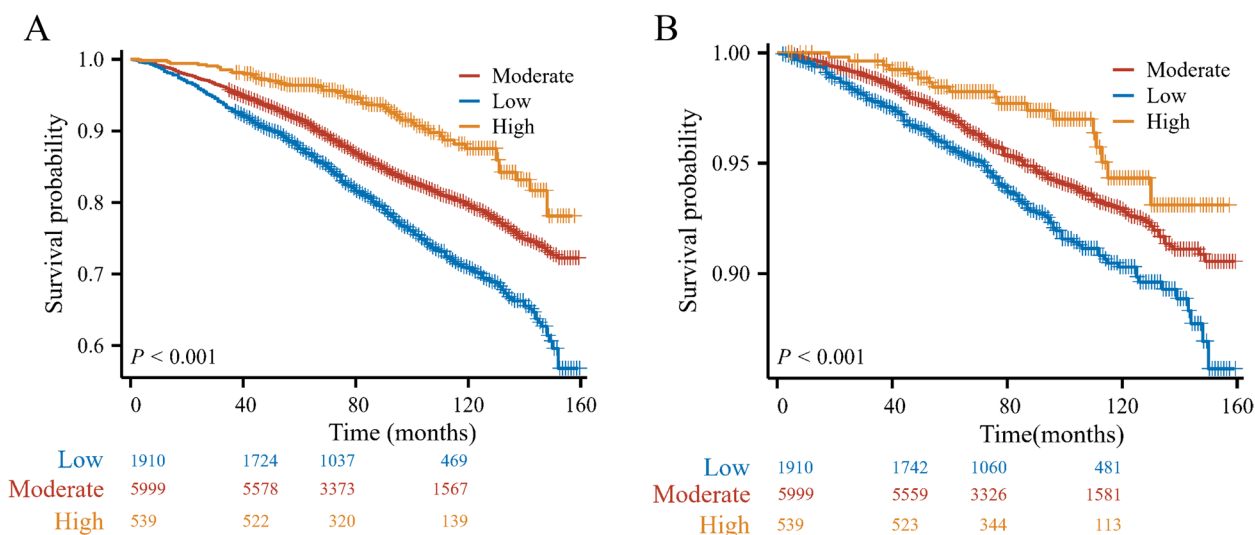 A
1.0
0.9
0.8
0.7
0.6
Survival probability
Moderate
Low
High
P < 0.001
0 40 80 120 160
Time (months)
Low 1910 1724 1037 469
Moderate 5999 5578 3373 1567
High 539 522 320 139
B
1.00
0.95
0.90
Survival probability
Moderate
Low
High
P < 0.001
0 40 80 120 160
Time(months)
Low 1910 1742 1060 481
Moderate 5999 5559 3326 1581
High 539 523 344 113